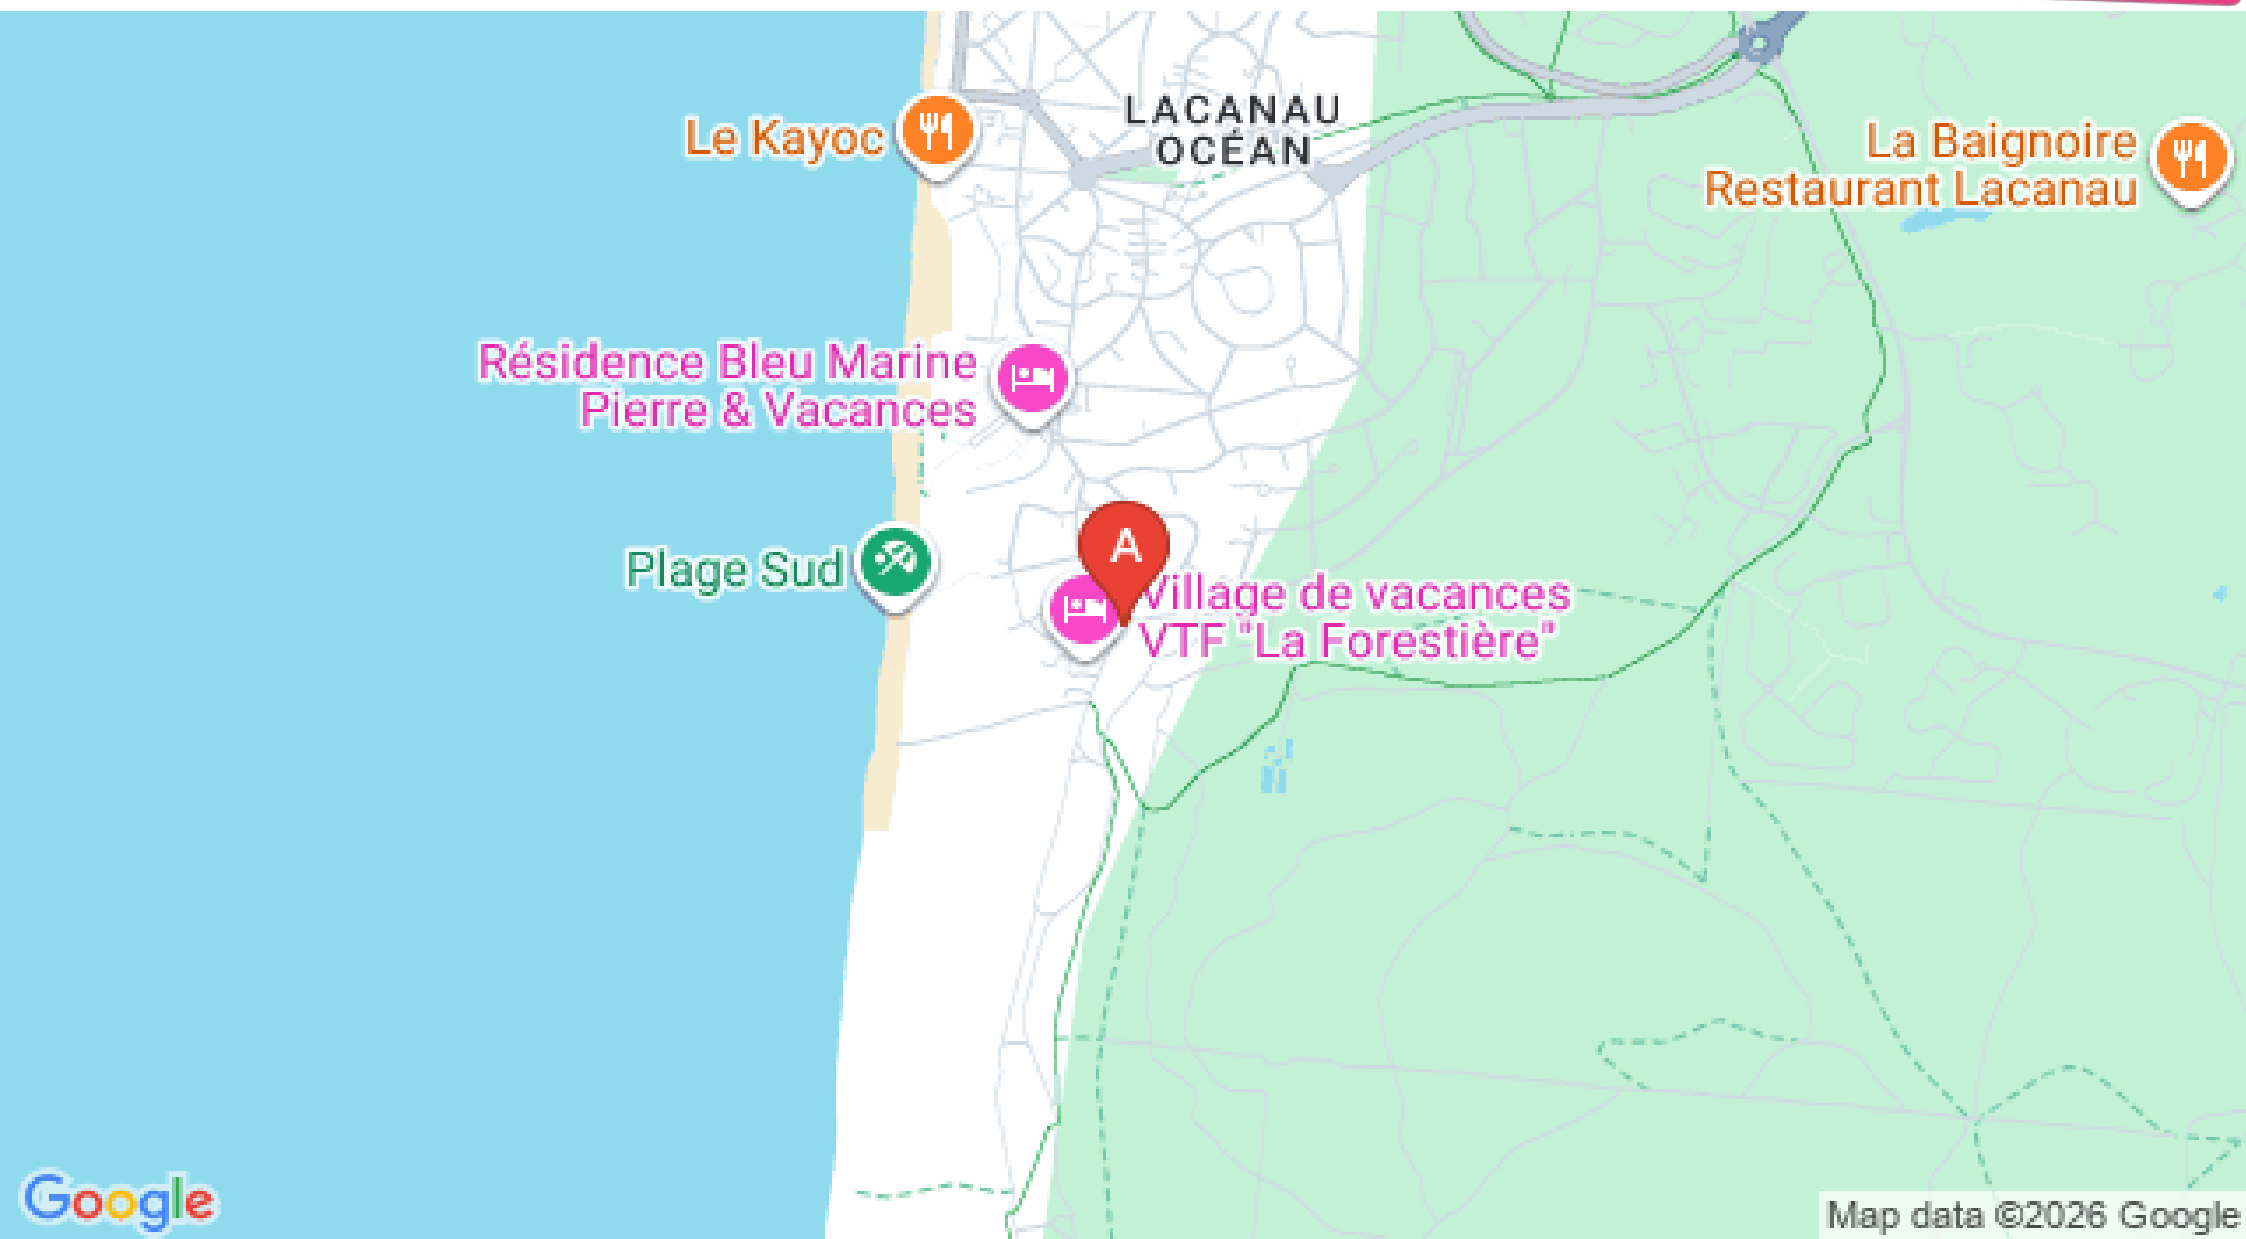 LACANAU
OCÉAN
Le Kayoc
La Baignoire
Restaurant Lacanau
Résidence Bleu Marine
Pierre & Vacances
A
Plage Sud
Village de vacances
VTF "La Forestière"
Google
Map data ©2026 Google